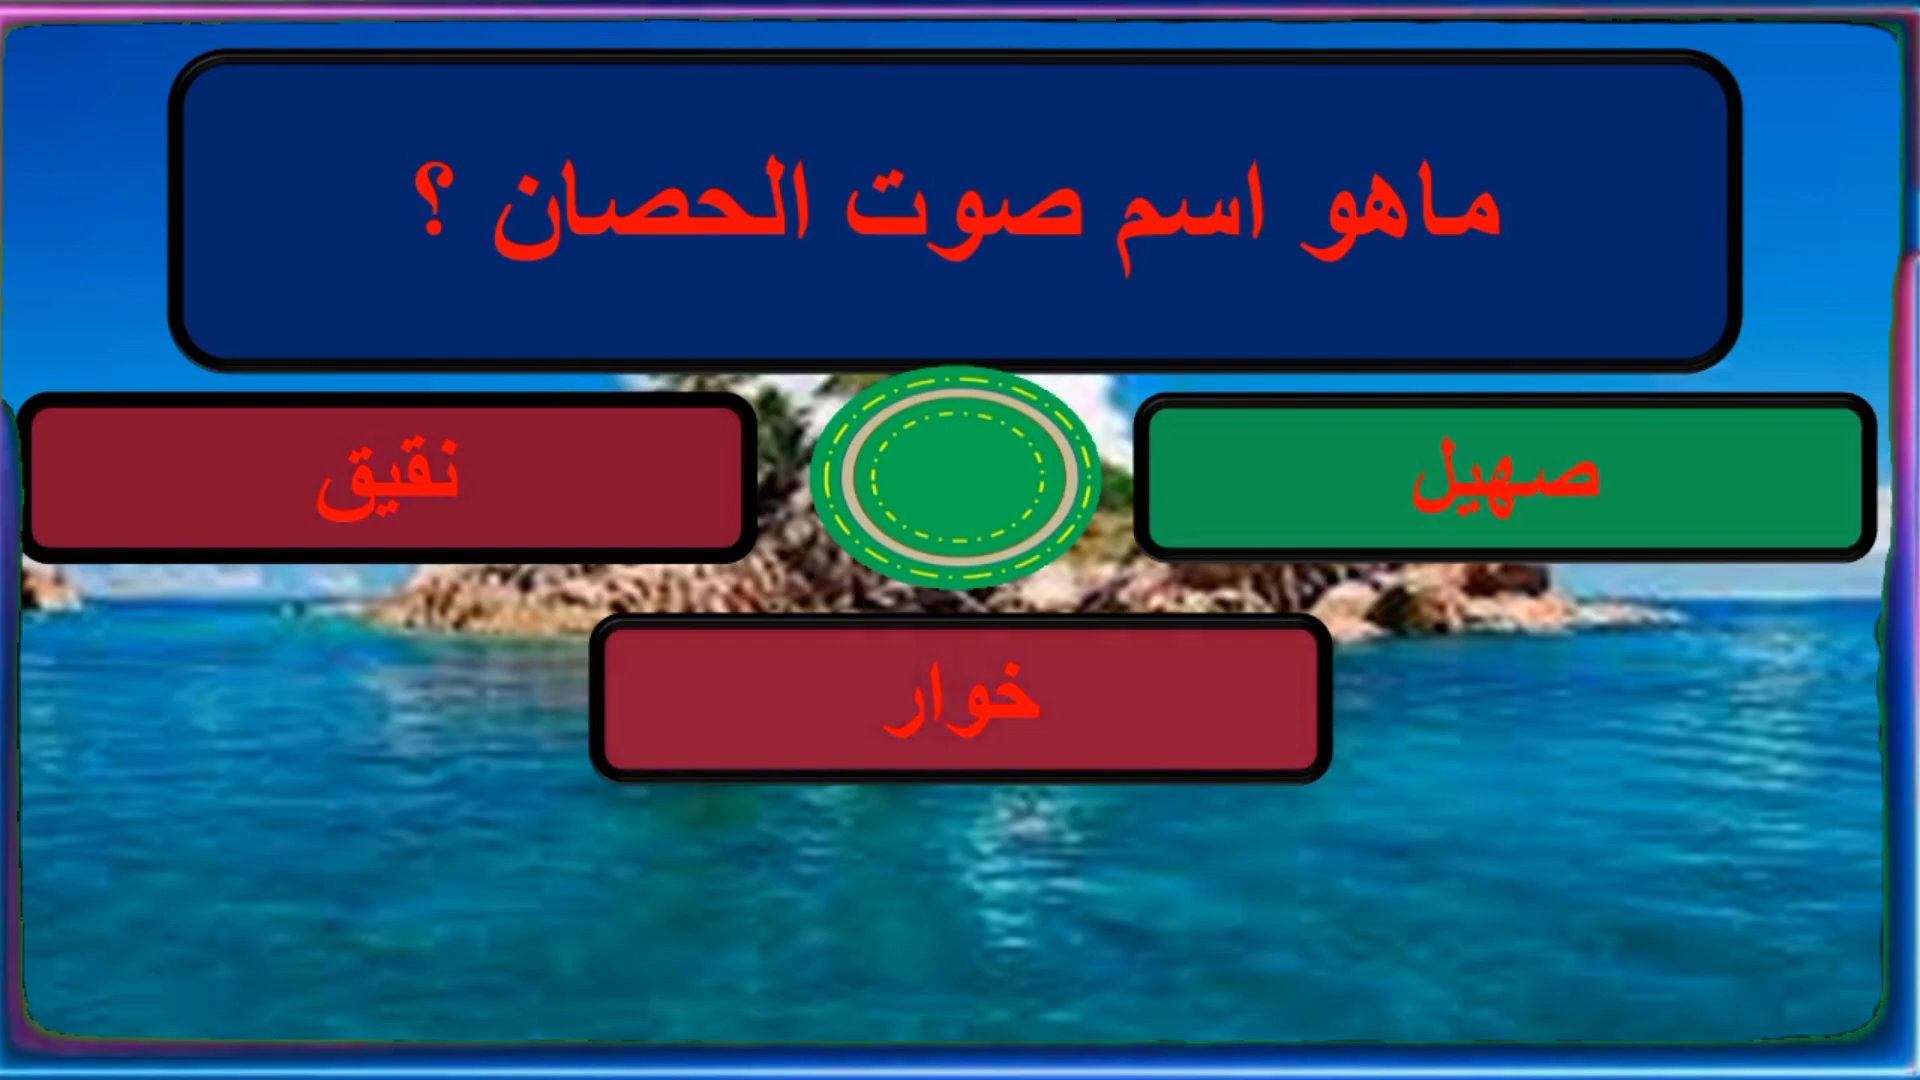 ماهو اسم صوت الحصان ؟
صهيل
نقيق
خوار